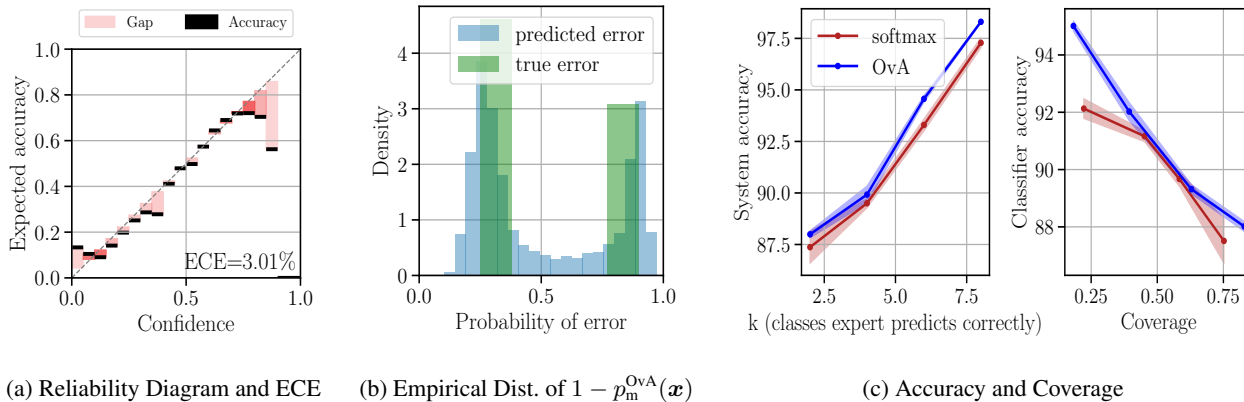 Gap Accuracy
Expected accuracy
1.0
0.8
0.6
0.4
0.2
0.0
ECE=3.01%
0.0 0.5 1.0
Confidence
predicted error
true error
Density
4
3
2
1
0
0.0 0.5 1.0
Probability of error
softmax
OvA
System accuracy
97.5
95.0
92.5
90.0
87.5
2.5 5.0 7.5
k (classes expert predicts correctly)
Classifier accuracy
94
92
90
88
0.25 0.50 0.75
Coverage
(a) Reliability Diagram and ECE
(b) Empirical Dist. of 1 − p_m^OvA(x)
(c) Accuracy and Coverage